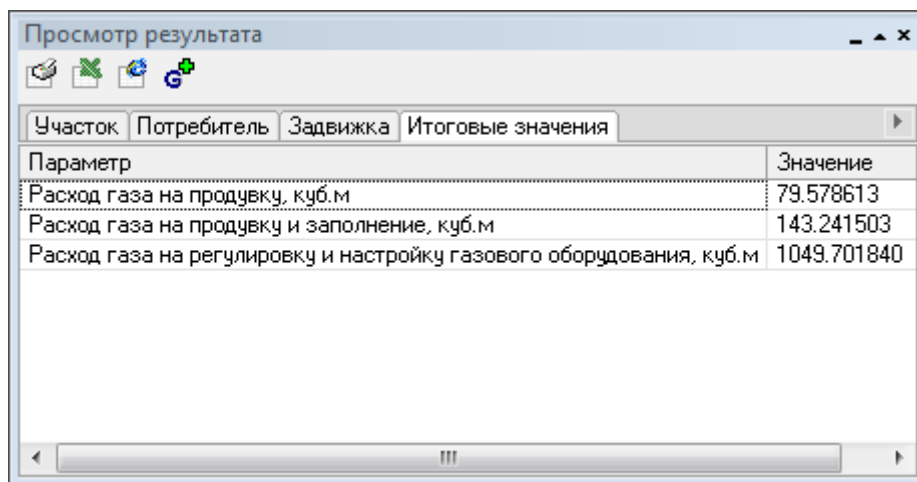 Просмотр результата
Участок Потребитель Задвижка Итоговые значения
Параметр Значение
Расход газа на продувку, куб.м 79.578613
Расход газа на продувку и заполнение, куб.м 143.241503
Расход газа на регулировку и настройку газового оборудования, куб.м 1049.701840